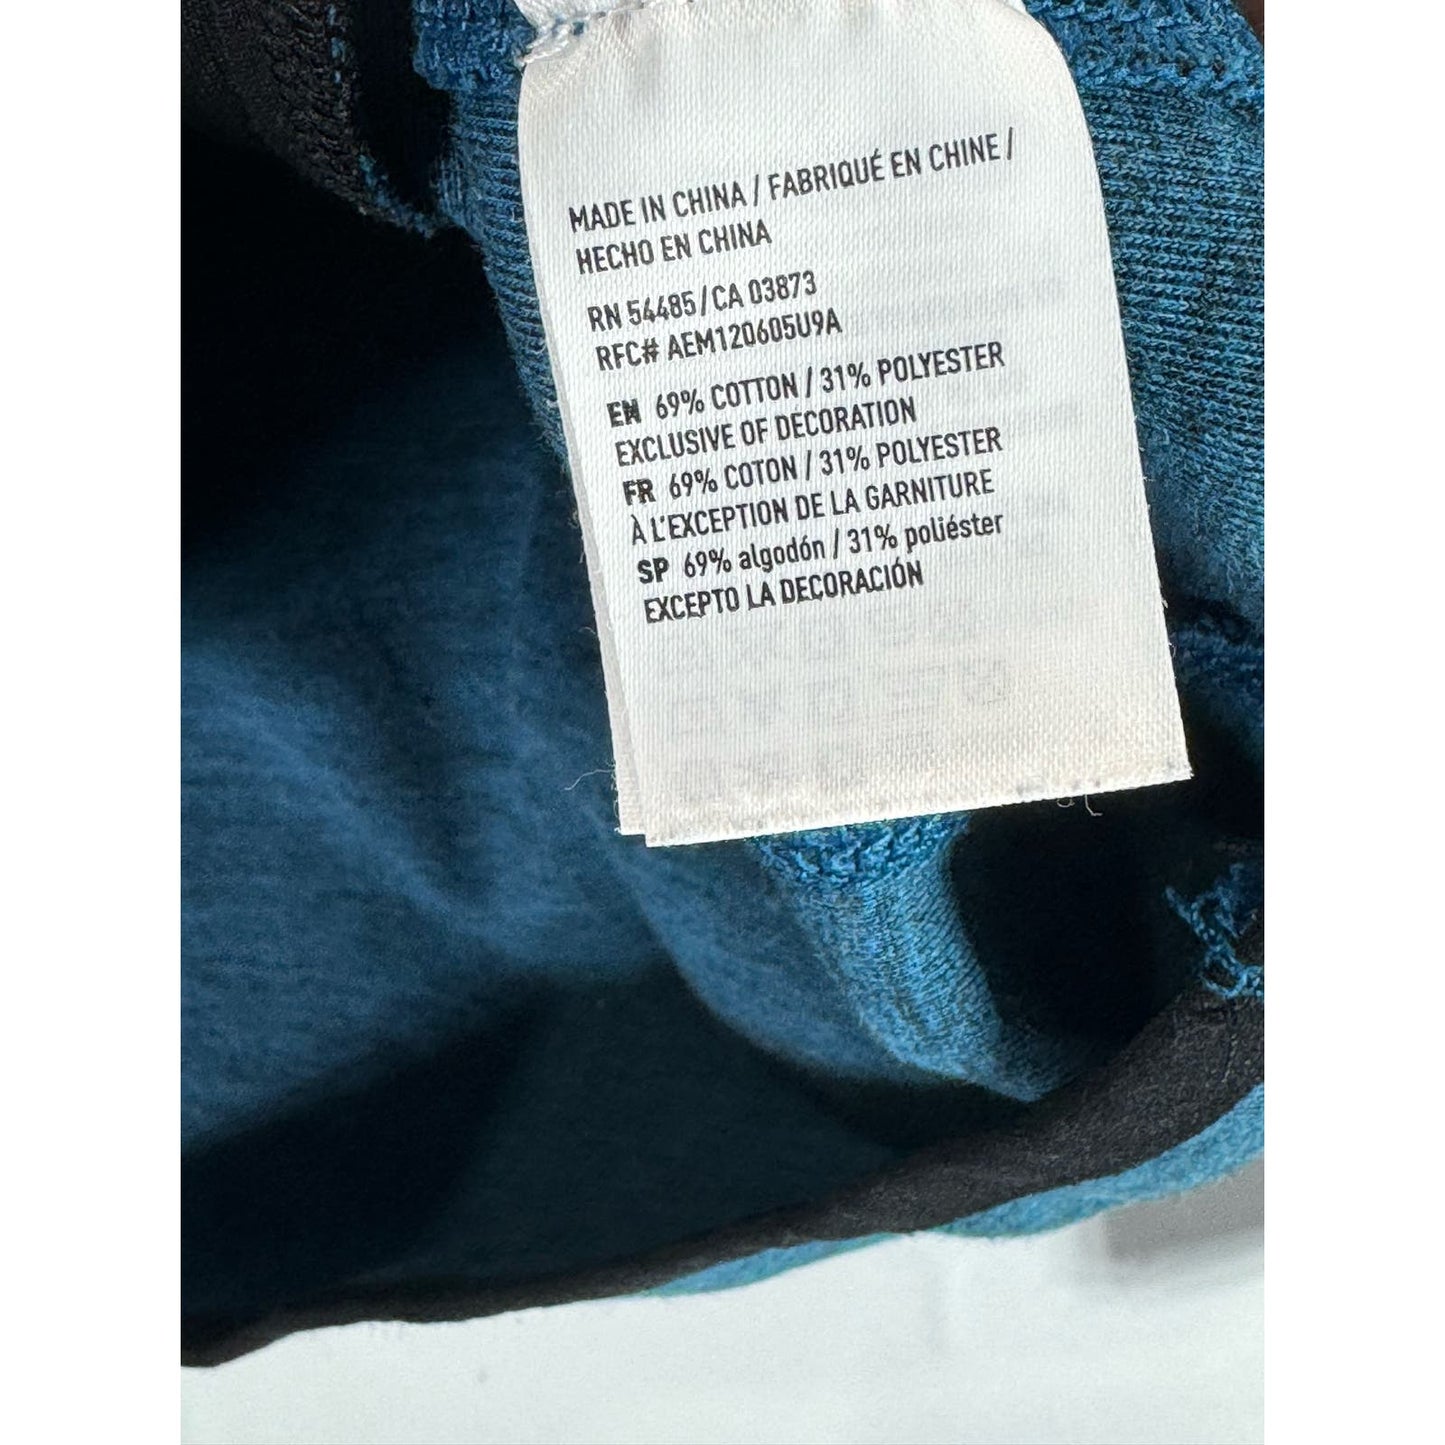 MADE IN CHINA / FABRIQUÉ EN CHINE /
HECHO EN CHINA
RN 54485/CA 03873
RFC# AEM120605U9A
EN 69% COTTON / 31% POLYESTER
EXCLUSIVE OF DECORATION
FR 69% COTON / 31% POLYESTER
À L'EXCEPTION DE LA GARNITURE
SP 69% algodón / 31% poliéster
EXCEPTO LA DECORACIÓN